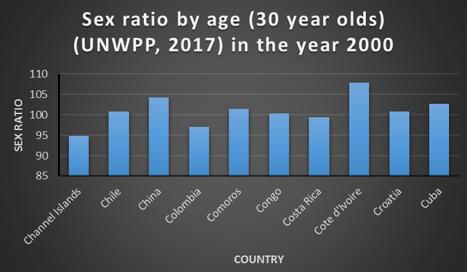 Sex ratio by age (30 year olds)
(UNWPP, 2017) in the year 2000
SEX RATIO
110
105
100
95
90
85
Channel Islands
Chile
China
Colombia
Comoros
Congo
Costa Rica
Cote d'Ivoire
Croatia
Cuba
COUNTRY